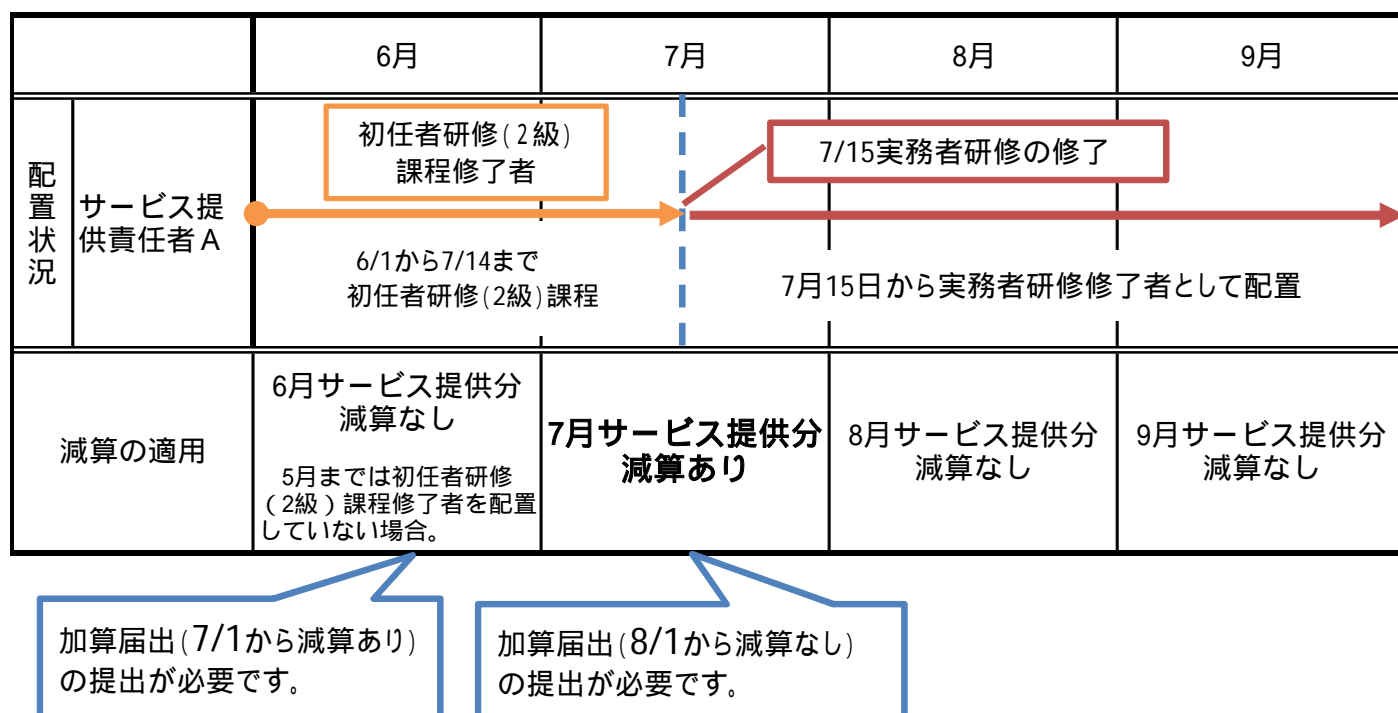 6月
7月
8月
9月
配置状況
サービス提
供責任者A
初任者研修(2級)
課程修了者
7/15実務者研修の修了
6/1から7/14まで
初任者研修(2級)課程
7月15日から実務者研修修了者として配置
減算の適用
6月サービス提供分
減算なし
5月までは初任者研修
(2級)課程修了者を配置
していない場合。
7月サービス提供分
減算あり
8月サービス提供分
減算なし
9月サービス提供分
減算なし
加算届出(7/1から減算あり)
の提出が必要です。
加算届出(8/1から減算なし)
の提出が必要です。